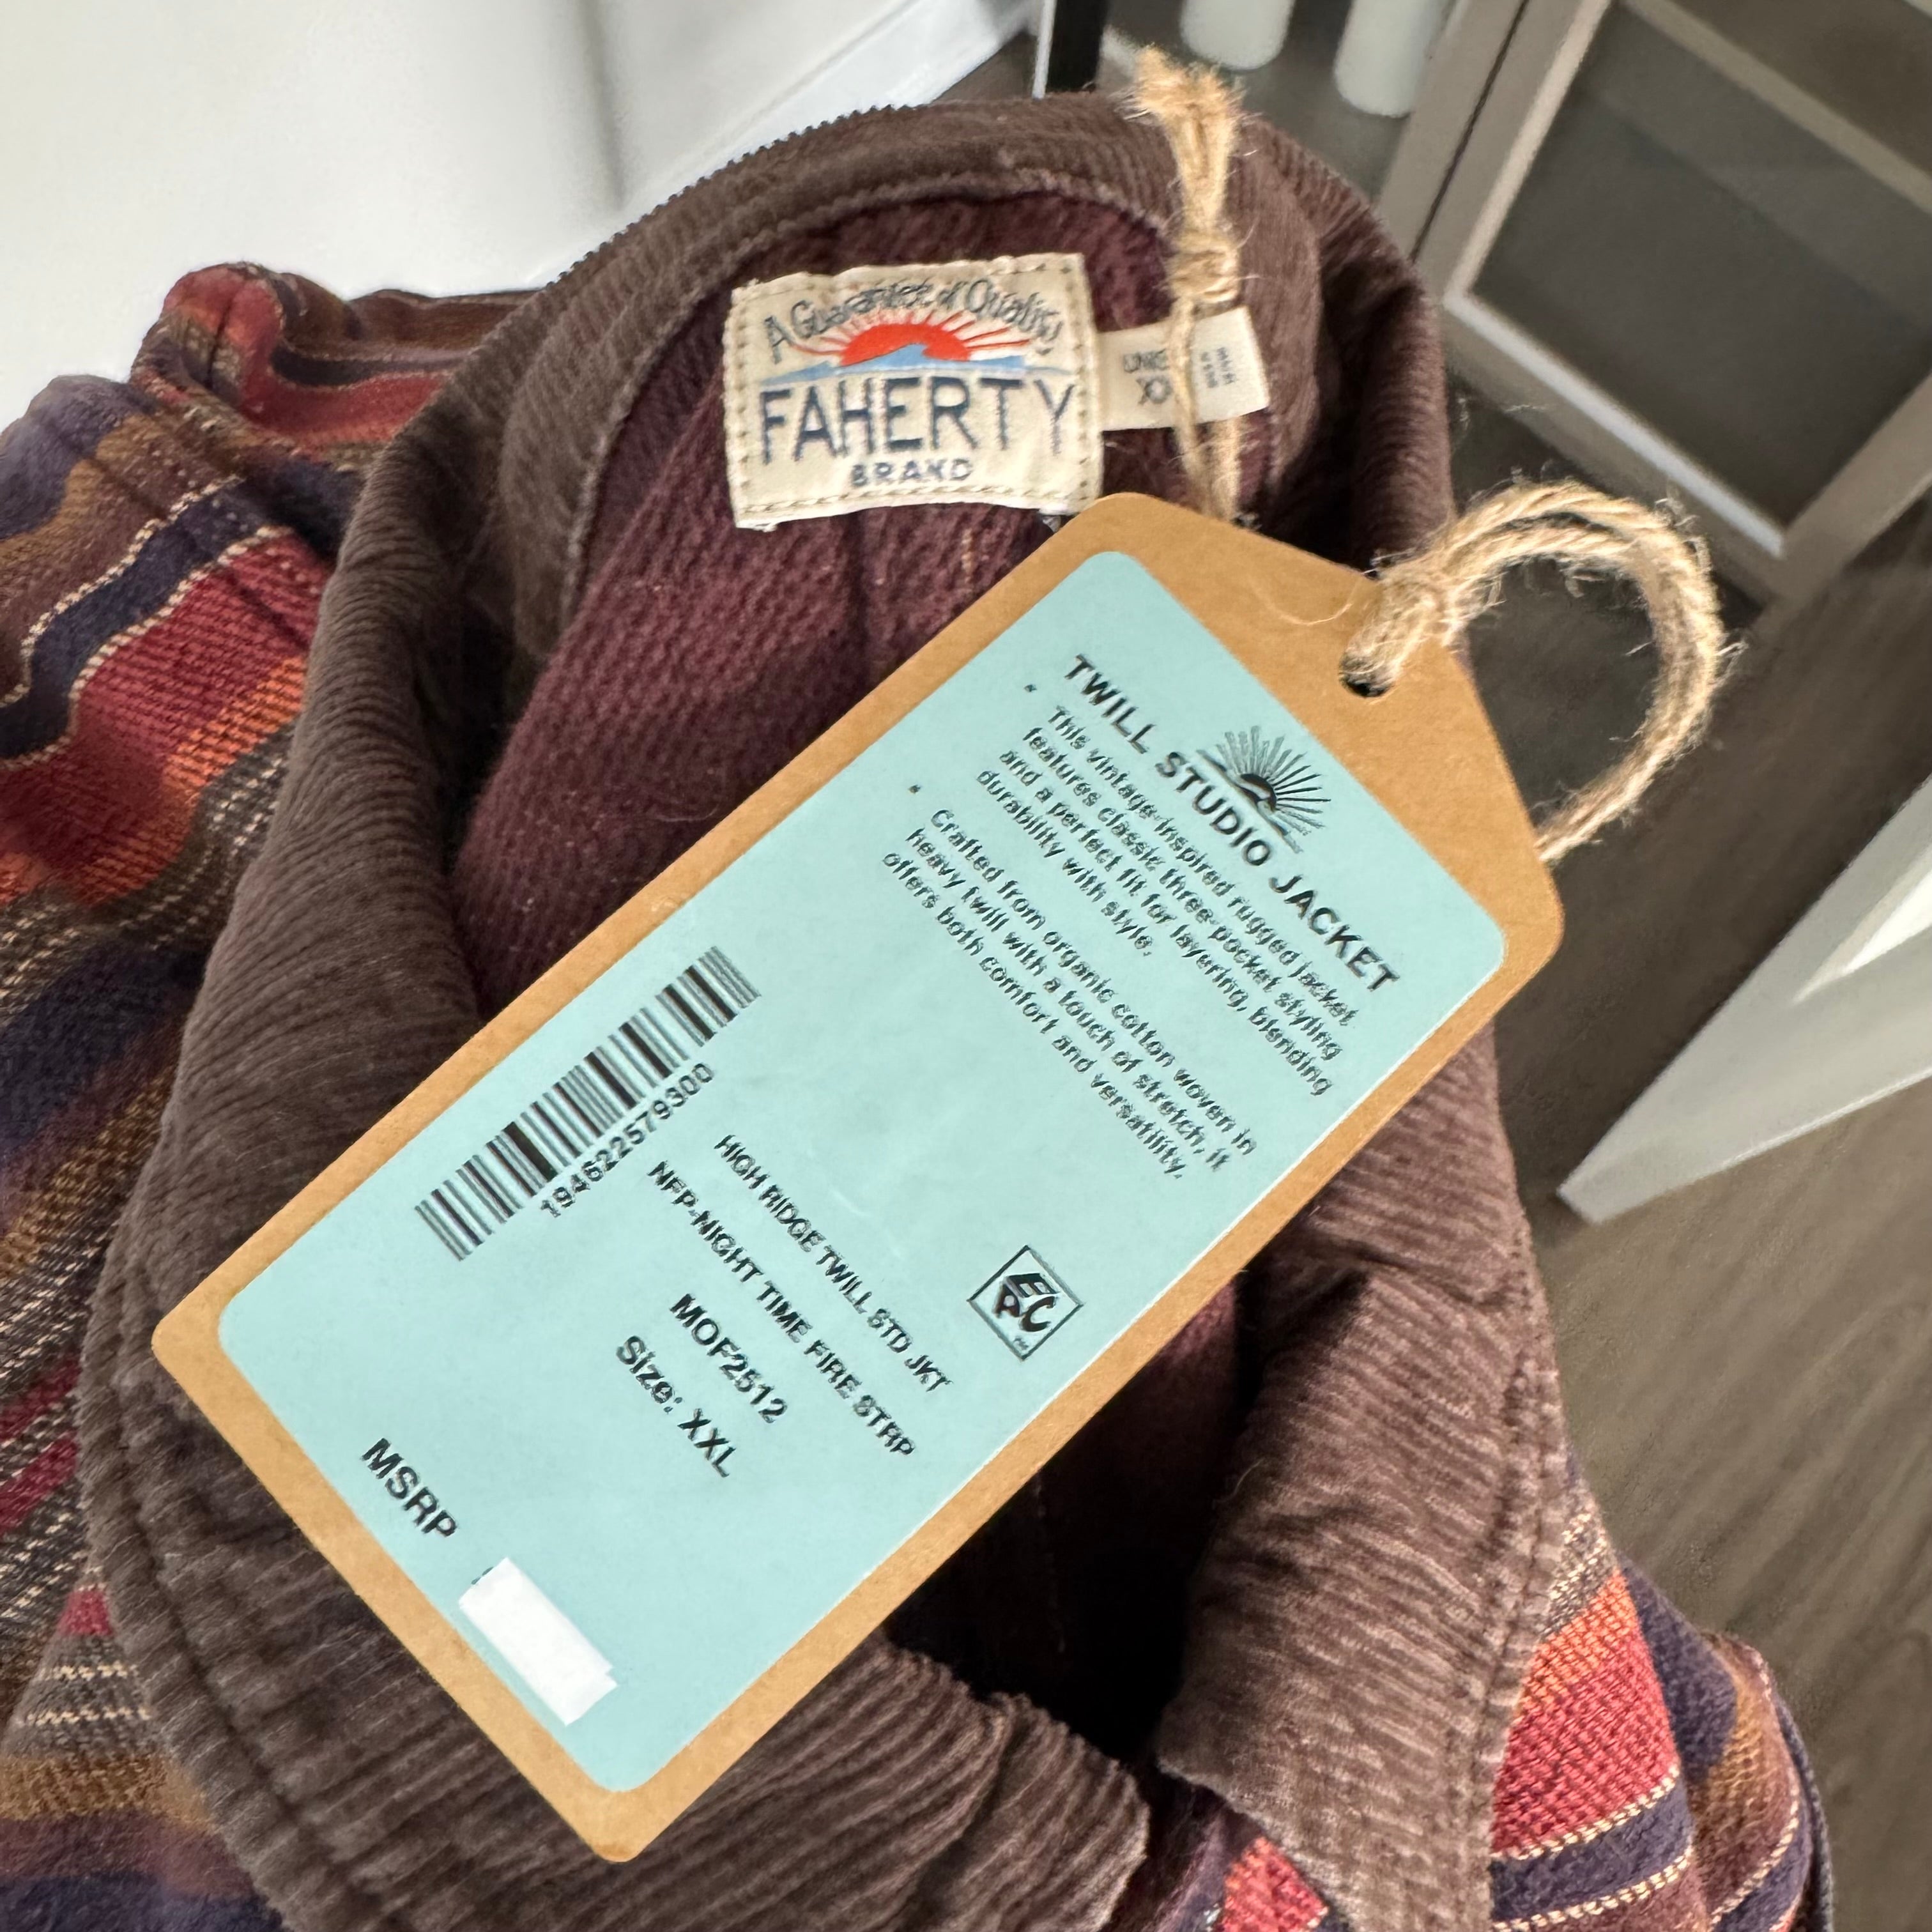 A Guarantee of Quality
FAHERTY
BRAND
TWILL STUDIO JACKET
• This vintage-inspired rugged jacket
features classic three-pocket styling
and a perfect fit for layering, blending
durability with style.
• Crafted from organic cotton woven in
heavy twill with a touch of stretch, it
offers both comfort and versatility.
EPC
194622579300
HIGH RIDGE TWILL STD JKT
NFP-NIGHT TIME FIRE STRP
MOF2512
Size: XXL
MSRP